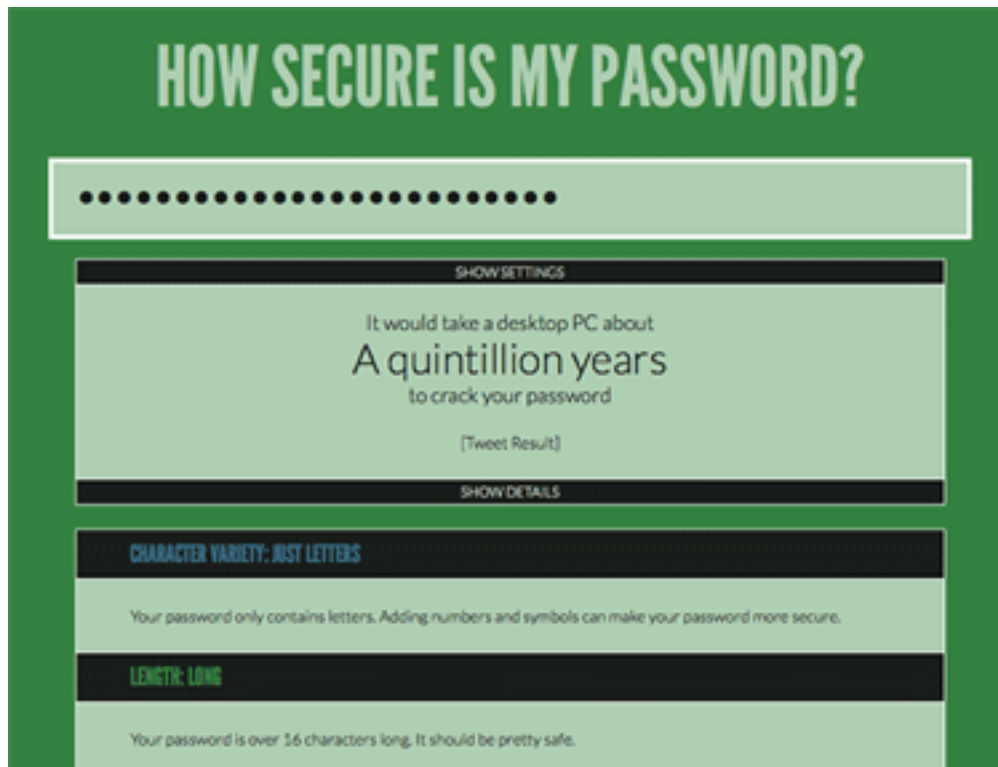 HOW SECURE IS MY PASSWORD?
•••••••••••••••••••••••••
SHOW SETTINGS
It would take a desktop PC about
A quintillion years
to crack your password
[Tweet Result]
SHOW DETAILS
CHARACTER VARIETY: JUST LETTERS
Your password only contains letters. Adding numbers and symbols can make your password more secure.
LENGTH: LONG
Your password is over 16 characters long. It should be pretty safe.